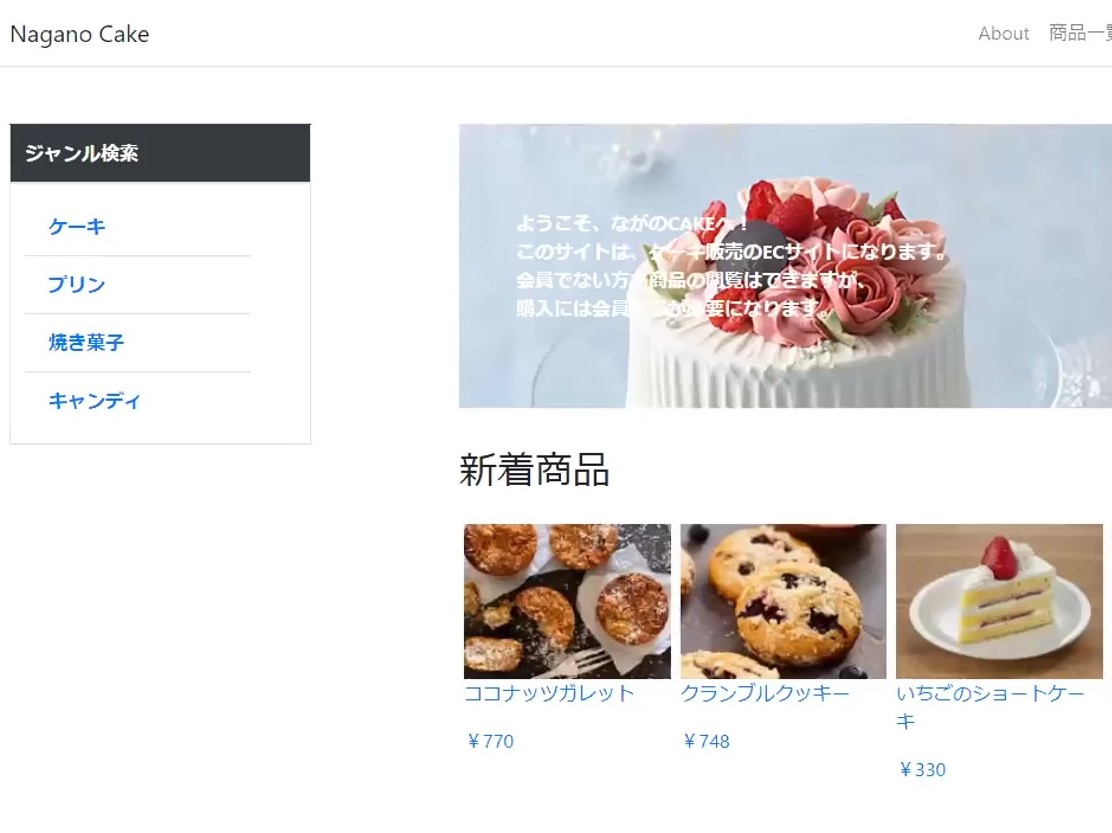 Nagano Cake
About 商品一覧
ジャンル検索
ケーキ
プリン
焼き菓子
キャンディ
ようこそ、ながのCAKEへ！
このサイトは、ケーキ販売のECサイトになります。
会員でない方も商品の閲覧はできますが、
購入には会員登録が必要になります。
新着商品
ココナッツガレット
クランブルクッキー
いちごのショートケー
キ
￥770
￥748
￥330